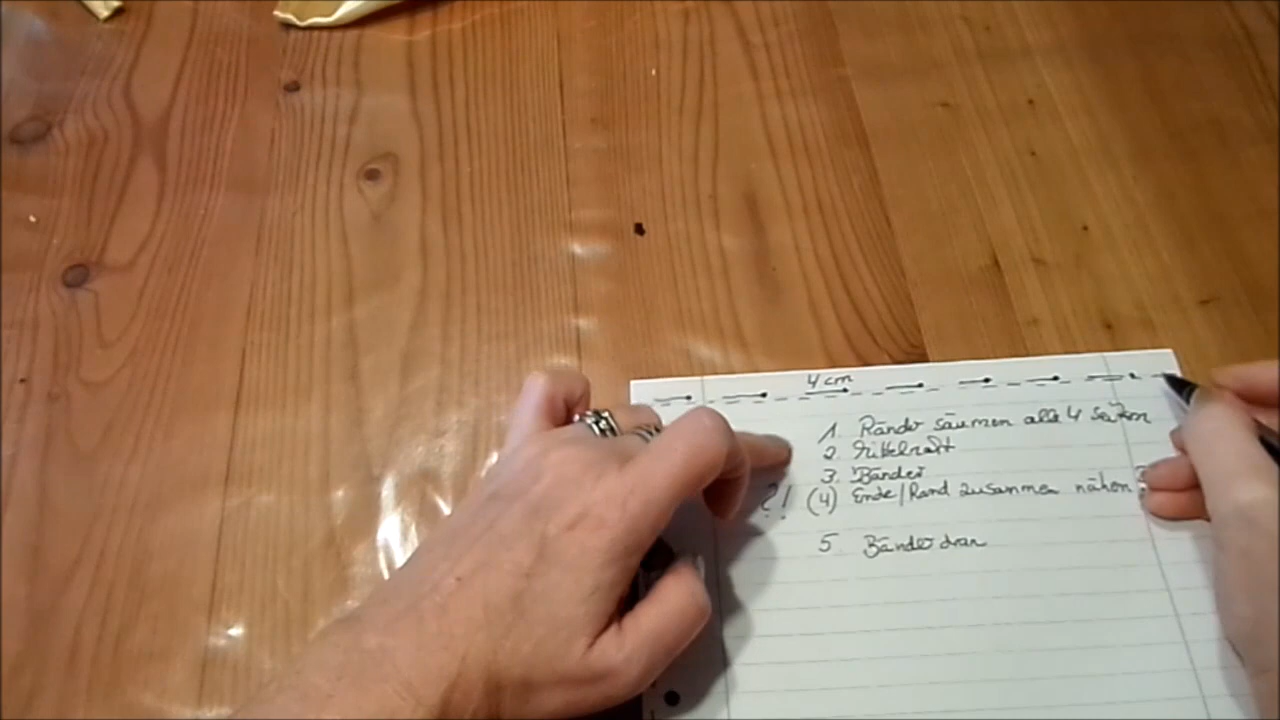 4 cm
1. Ränder säumen alle 4 Seiten
2. Mittelnaht
3. Bänder
?! (4) Ende/Rand zusammen nähen
5 Bänder dran